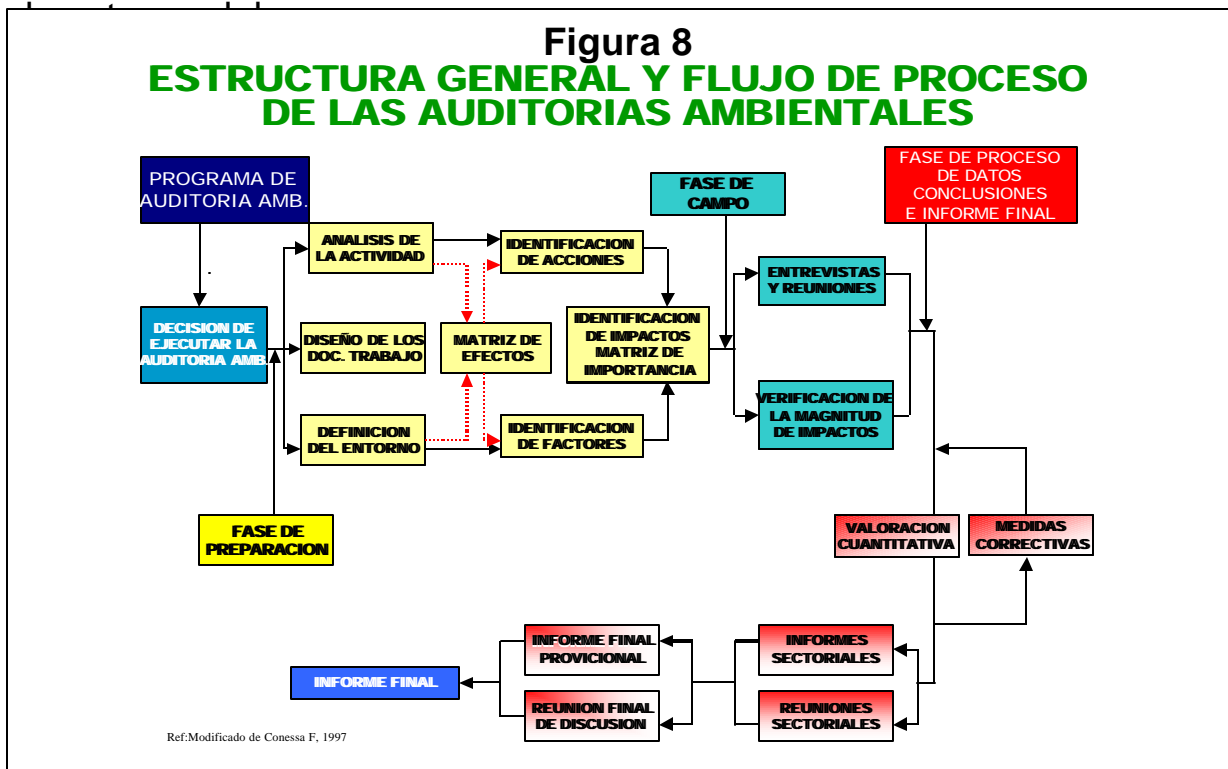 Figura 8
ESTRUCTURA GENERAL Y FLUJO DE PROCESO
DE LAS AUDITORIAS AMBIENTALES
PROGRAMA DE
AUDITORIA AMB.
FASE DE
CAMPO
FASE DE PROCESO
DE DATOS
CONCLUSIONES
E INFORME FINAL
ANALISIS DE
LA ACTIVIDAD
IDENTIFICACION
DE ACCIONES
ENTREVISTAS
Y REUNIONES
DECISION DE
EJECUTAR LA
AUDITORIA AMB.
DISEÑO DE LOS
DOC. TRABAJO
MATRIZ DE
EFECTOS
IDENTIFICACION
DE IMPACTOS
MATRIZ DE
IMPORTANCIA
VERIFICACION DE
LA MAGNITUD
DE IMPACTOS
DEFINICION
DEL ENTORNO
IDENTIFICACION
DE FACTORES
FASE DE
PREPARACION
VALORACION
CUANTITATIVA
MEDIDAS
CORRECTIVAS
INFORME FINAL
PROVICIONAL
INFORMES
SECTORIALES
INFORME FINAL
REUNION FINAL
DE DISCUSION
REUNIONES
SECTORIALES
Ref:Modificado de Conessa F, 1997